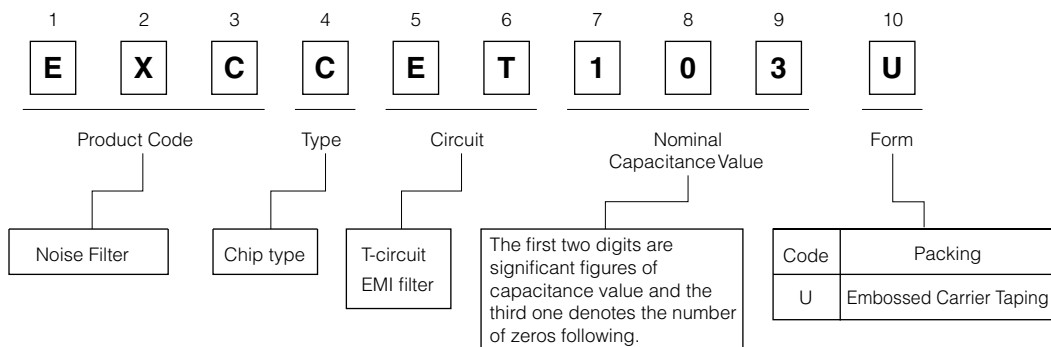 1 2 3 4 5 6 7 8 9 10
E X C C E T 1 0 3 U
Product Code Type Circuit Nominal Capacitance Value Form
Noise Filter
Chip type
T-circuit
EMI filter
The first two digits are
significant figures of
capacitance value and the
third one denotes the number
of zeros following.
Code Packing
U Embossed Carrier Taping